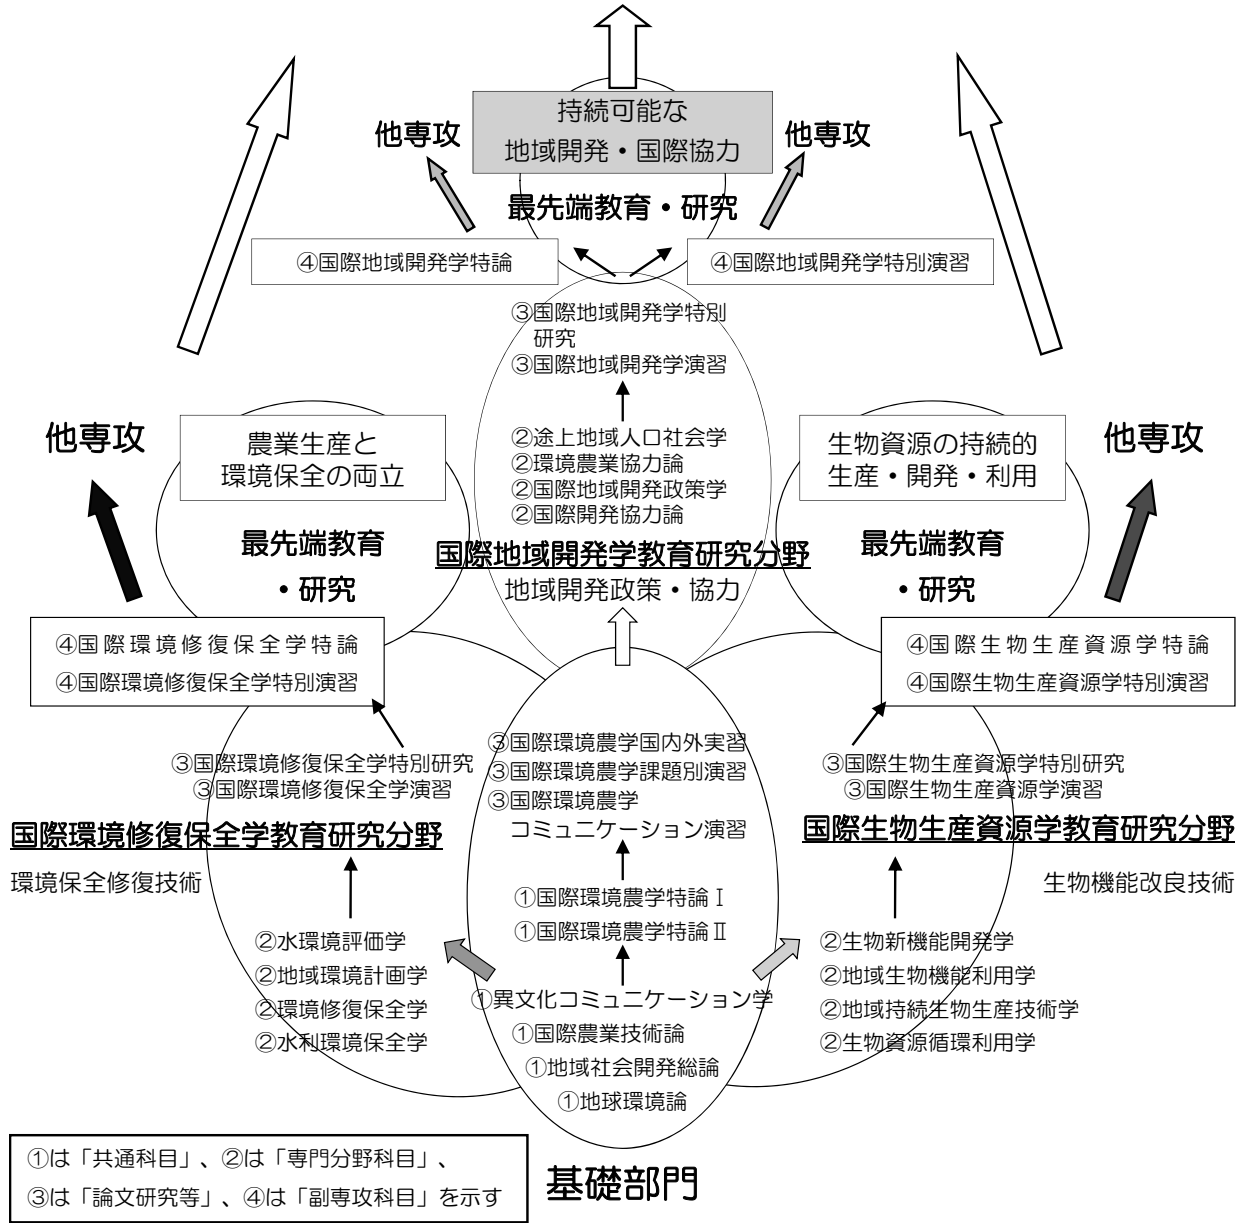 持続可能な
地域開発・国際協力
他専攻
他専攻
最先端教育・研究
④国際地域開発学特論
④国際地域開発学特別演習
③国際地域開発学特別
研究
③国際地域開発学演習
②途上地域人口社会学
②環境農業協力論
②国際地域開発政策学
②国際開発協力論
国際地域開発学教育研究分野
地域開発政策・協力
他専攻
農業生産と
環境保全の両立
最先端教育
・研究
④国際環境修復保全学特論
④国際環境修復保全学特別演習
③国際環境修復保全学特別研究
③国際環境修復保全学演習
国際環境修復保全学教育研究分野
環境保全修復技術
②水環境評価学
②地域環境計画学
②環境修復保全学
②水利環境保全学
他専攻
生物資源の持続的
生産・開発・利用
最先端教育
・研究
④国際生物生産資源学特論
④国際生物生産資源学特別演習
③国際生物生産資源学特別研究
③国際生物生産資源学演習
国際生物生産資源学教育研究分野
生物機能改良技術
②生物新機能開発学
②地域生物機能利用学
②地域持続生物生産技術学
②生物資源循環利用学
③国際環境農学国内外実習
③国際環境農学課題別演習
③国際環境農学
コミュニケーション演習
①国際環境農学特論Ⅰ
①国際環境農学特論Ⅱ
①異文化コミュニケーション学
①国際農業技術論
①地域社会開発総論
①地球環境論
基礎部門
①は「共通科目」、②は「専門分野科目」、
③は「論文研究等」、④は「副専攻科目」を示す